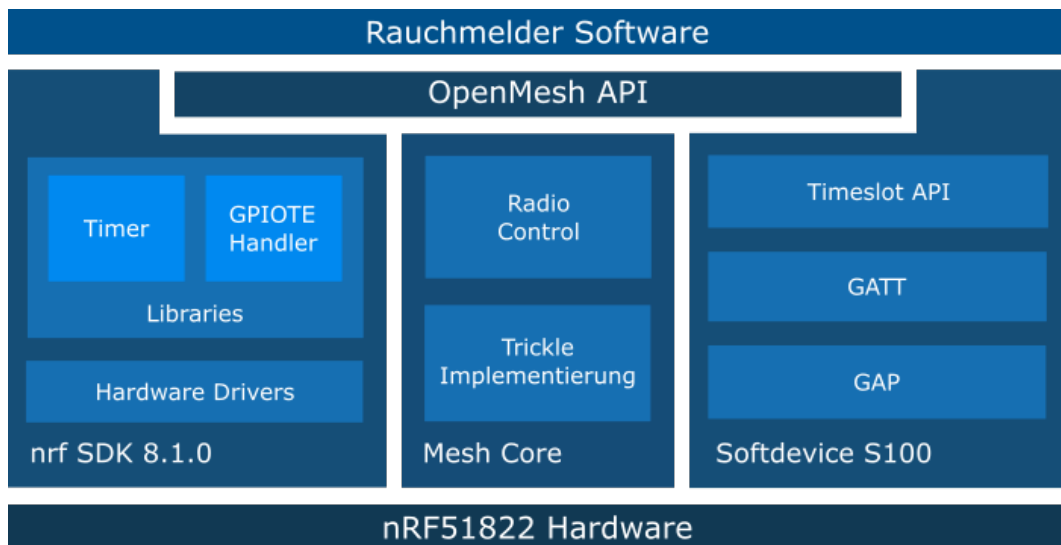 Rauchmelder Software
OpenMesh API
Timer
GPIOTE
Handler
Libraries
Hardware Drivers
nrf SDK 8.1.0
Radio
Control
Trickle
Implementierung
Mesh Core
Timeslot API
GATT
GAP
Softdevice S100
nRF51822 Hardware